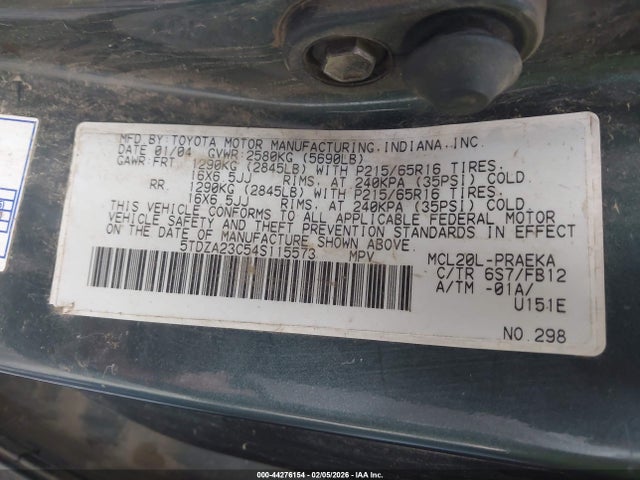 MFD BY:TOYOTA MOTOR MANUFACTURING,INDIANA,INC.
DATE 01/04 GVWR:2580KG (5690LB)
GAWR:FRT 1290KG (2845LB) WITH P215/65R16 TIRES.
16X6.5JJ RIMS, AT 240KPA (35PSI) COLD
RR 1290KG (2845LB) WITH P215/65R16 TIRES.
16X6.5JJ RIMS, AT 240KPA (35PSI) COLD.
THIS VEHICLE CONFORMS TO ALL APPLICABLE FEDERAL MOTOR
VEHICLE SAFETY AND THEFT PREVENTION STANDARDS IN EFFECT
ON THE DATE OF MANUFACTURE SHOWN ABOVE.
5TDZA23C54S115573 MPV
MCL20L-PRAEKA
C/TR 6S7/FB12
A/TM -01A/
U151E
NO.298
000-44276154 - 02/05/2026 - IAA Inc.